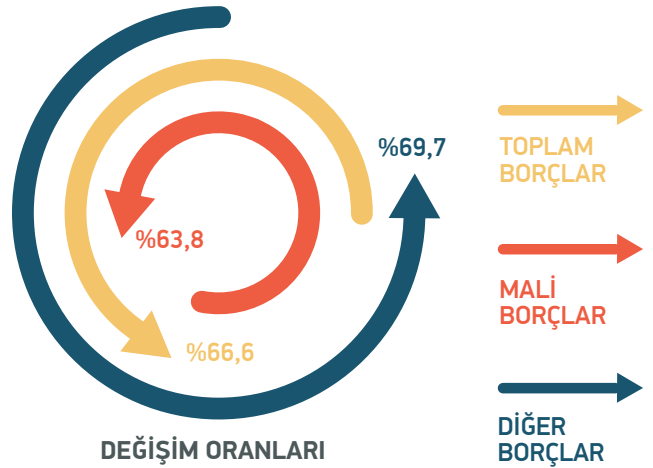 %69,7
%63,8
%66,6
DEĞİŞİM ORANLARI
TOPLAM
BORÇLAR
MALİ
BORÇLAR
DİĞER
BORÇLAR